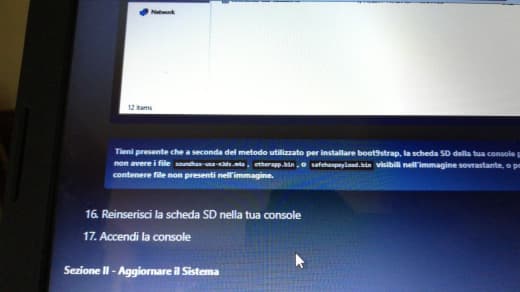 Network
12 items
Tieni presente che a seconda del metodo utilizzato per installare boot9strap, la scheda SD della tua console
non avere i file soundhax-usa-n3ds.m4a, otherapp.bin, o safehaxpayload.bin visibili nell'immagine sovrastante, o
contenere file non presenti nell'immagine.
16. Reinserisci la scheda SD nella tua console
17. Accendi la console
Sezione II - Aggiornare il Sistema